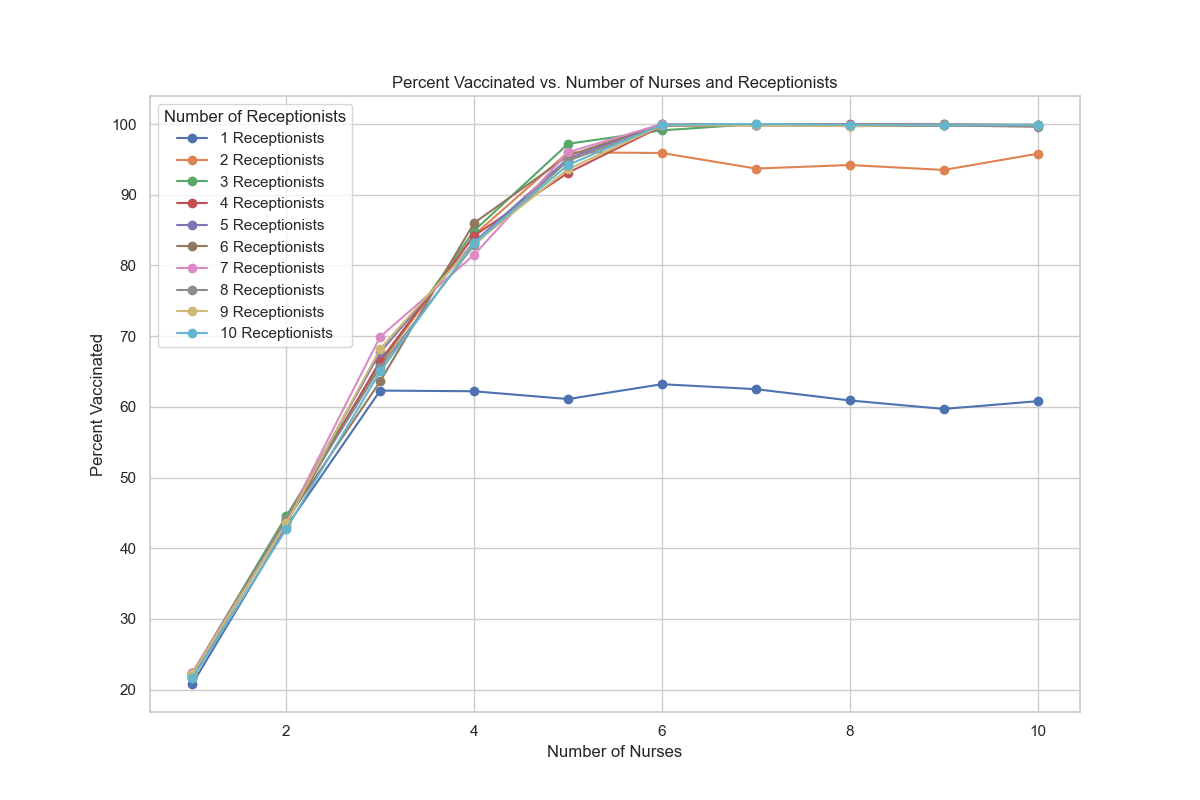 Percent Vaccinated vs. Number of Nurses and Receptionists
Number of Receptionists
1 Receptionists
2 Receptionists
3 Receptionists
4 Receptionists
5 Receptionists
6 Receptionists
7 Receptionists
8 Receptionists
9 Receptionists
10 Receptionists
100
90
80
70
60
50
40
30
20
Percent Vaccinated
2 4 6 8 10
Number of Nurses